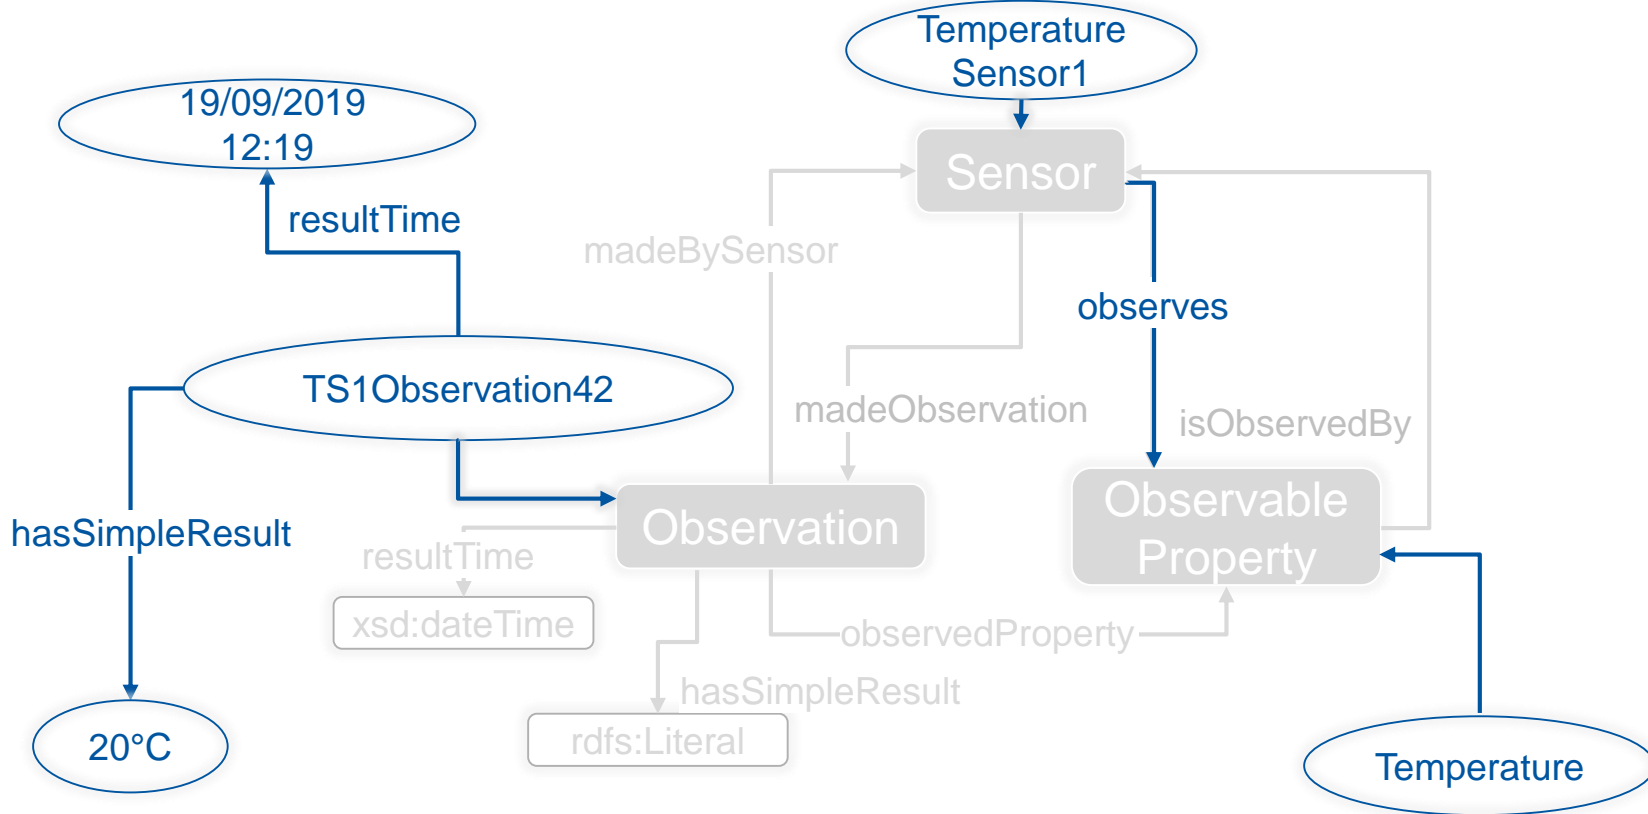 Temperature
Sensor1
19/09/2019
12:19
Sensor
resultTime
madeBySensor
observes
TS1Observation42
madeObservation
isObservedBy
Observable
Property
Observation
hasSimpleResult
resultTime
xsd:dateTime
observedProperty
hasSimpleResult
rdfs:Literal
20°C
Temperature